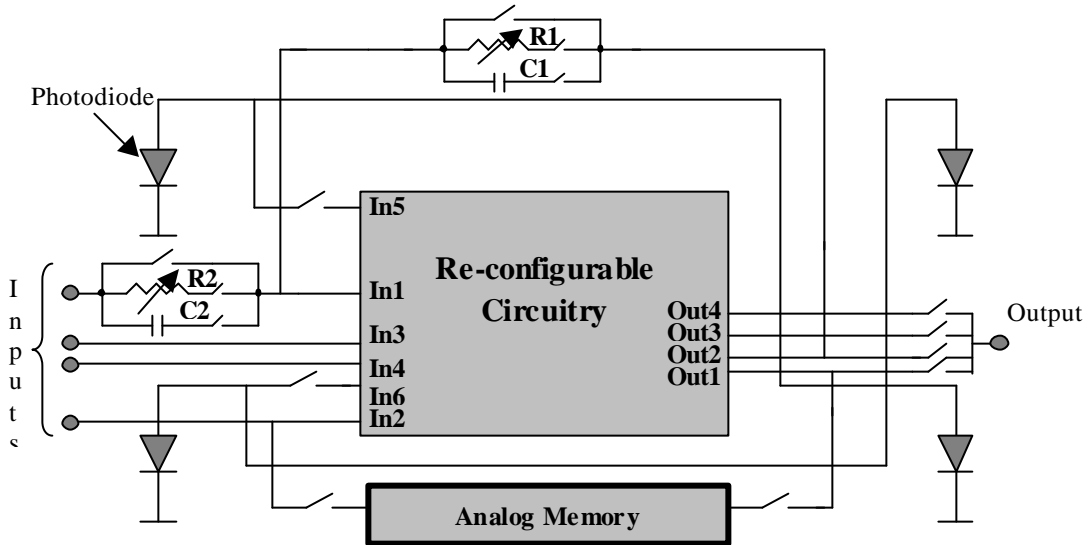 R1
C1
Photodiode
In5
Re-configurable
Circuitry
Inputs
R2
C2
In1
In3
In4
In6
In2
Out4
Out3
Out2
Out1
Output
Analog Memory